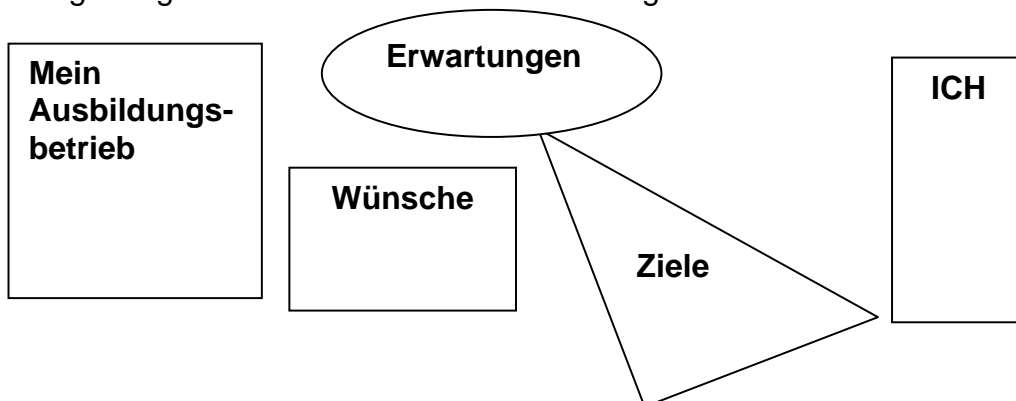 Erwartungen
Mein
Ausbildungs-
betrieb
ICH
Wünsche
Ziele